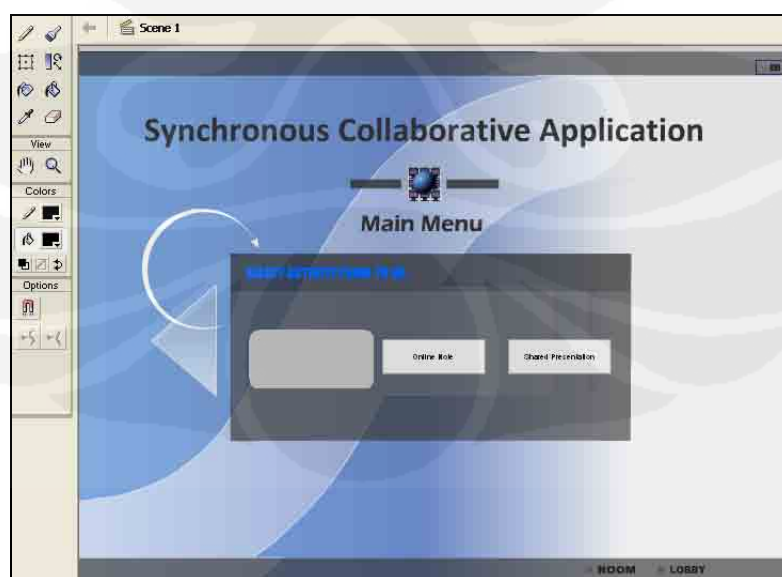 Scene 1
View
Colors
Options
Synchronous Collaborative Application
Main Menu
Online Note
Shared Presentation
ROOM
LOBBY